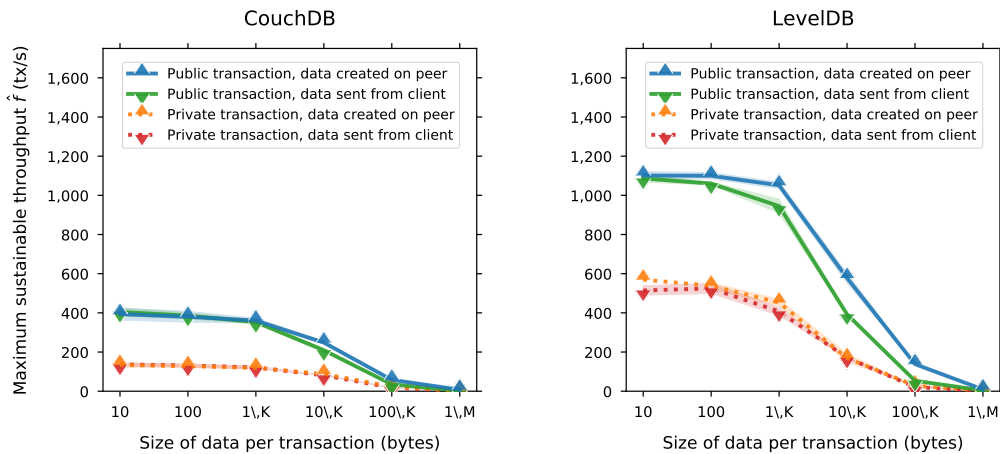 CouchDB
Maximum sustainable throughput f̂ (tx/s)
1,600
1,400
1,200
1,000
800
600
400
200
0
Public transaction, data created on peer
Public transaction, data sent from client
Private transaction, data created on peer
Private transaction, data sent from client
10 100 1\,K 10\,K 100\,K 1\,M
Size of data per transaction (bytes)
LevelDB
1,600
1,400
1,200
1,000
800
600
400
200
0
Public transaction, data created on peer
Public transaction, data sent from client
Private transaction, data created on peer
Private transaction, data sent from client
10 100 1\,K 10\,K 100\,K 1\,M
Size of data per transaction (bytes)